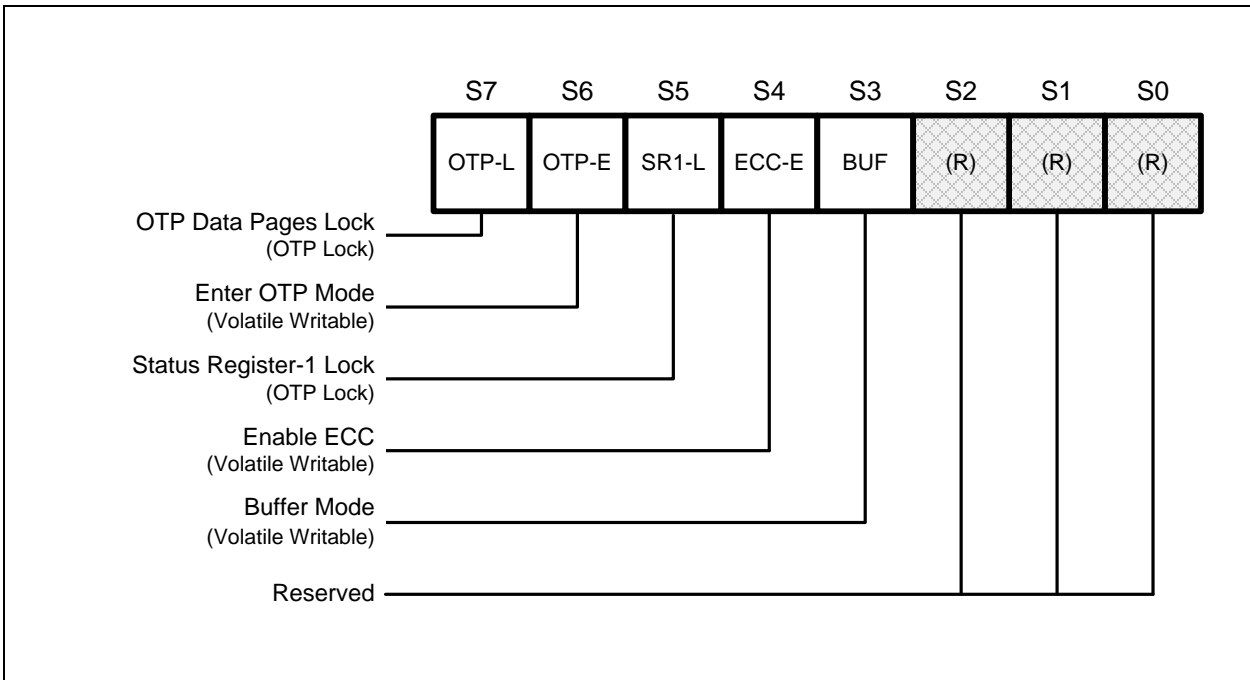 S7 S6 S5 S4 S3 S2 S1 S0
OTP-L OTP-E SR1-L ECC-E BUF (R) (R) (R)
OTP Data Pages Lock
(OTP Lock)
Enter OTP Mode
(Volatile Writable)
Status Register-1 Lock
(OTP Lock)
Enable ECC
(Volatile Writable)
Buffer Mode
(Volatile Writable)
Reserved